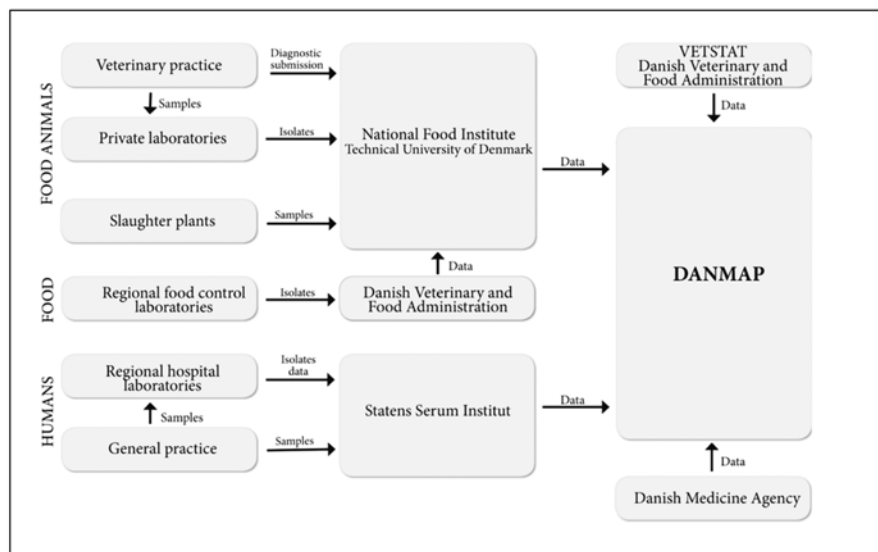 FOOD ANIMALS
Veterinary practice
Diagnostic
submission
Samples
Private laboratories
Isolates
Slaughter plants
Samples
National Food Institute
Technical University of Denmark
Data
VETSTAT
Danish Veterinary and
Food Administration
Data
DANMAP
FOOD
Regional food control
laboratories
Isolates
Danish Veterinary and
Food Administration
Data
HUMANS
Regional hospital
laboratories
Isolates
data
Samples
General practice
Samples
Statens Serum Institut
Data
Data
Danish Medicine Agency